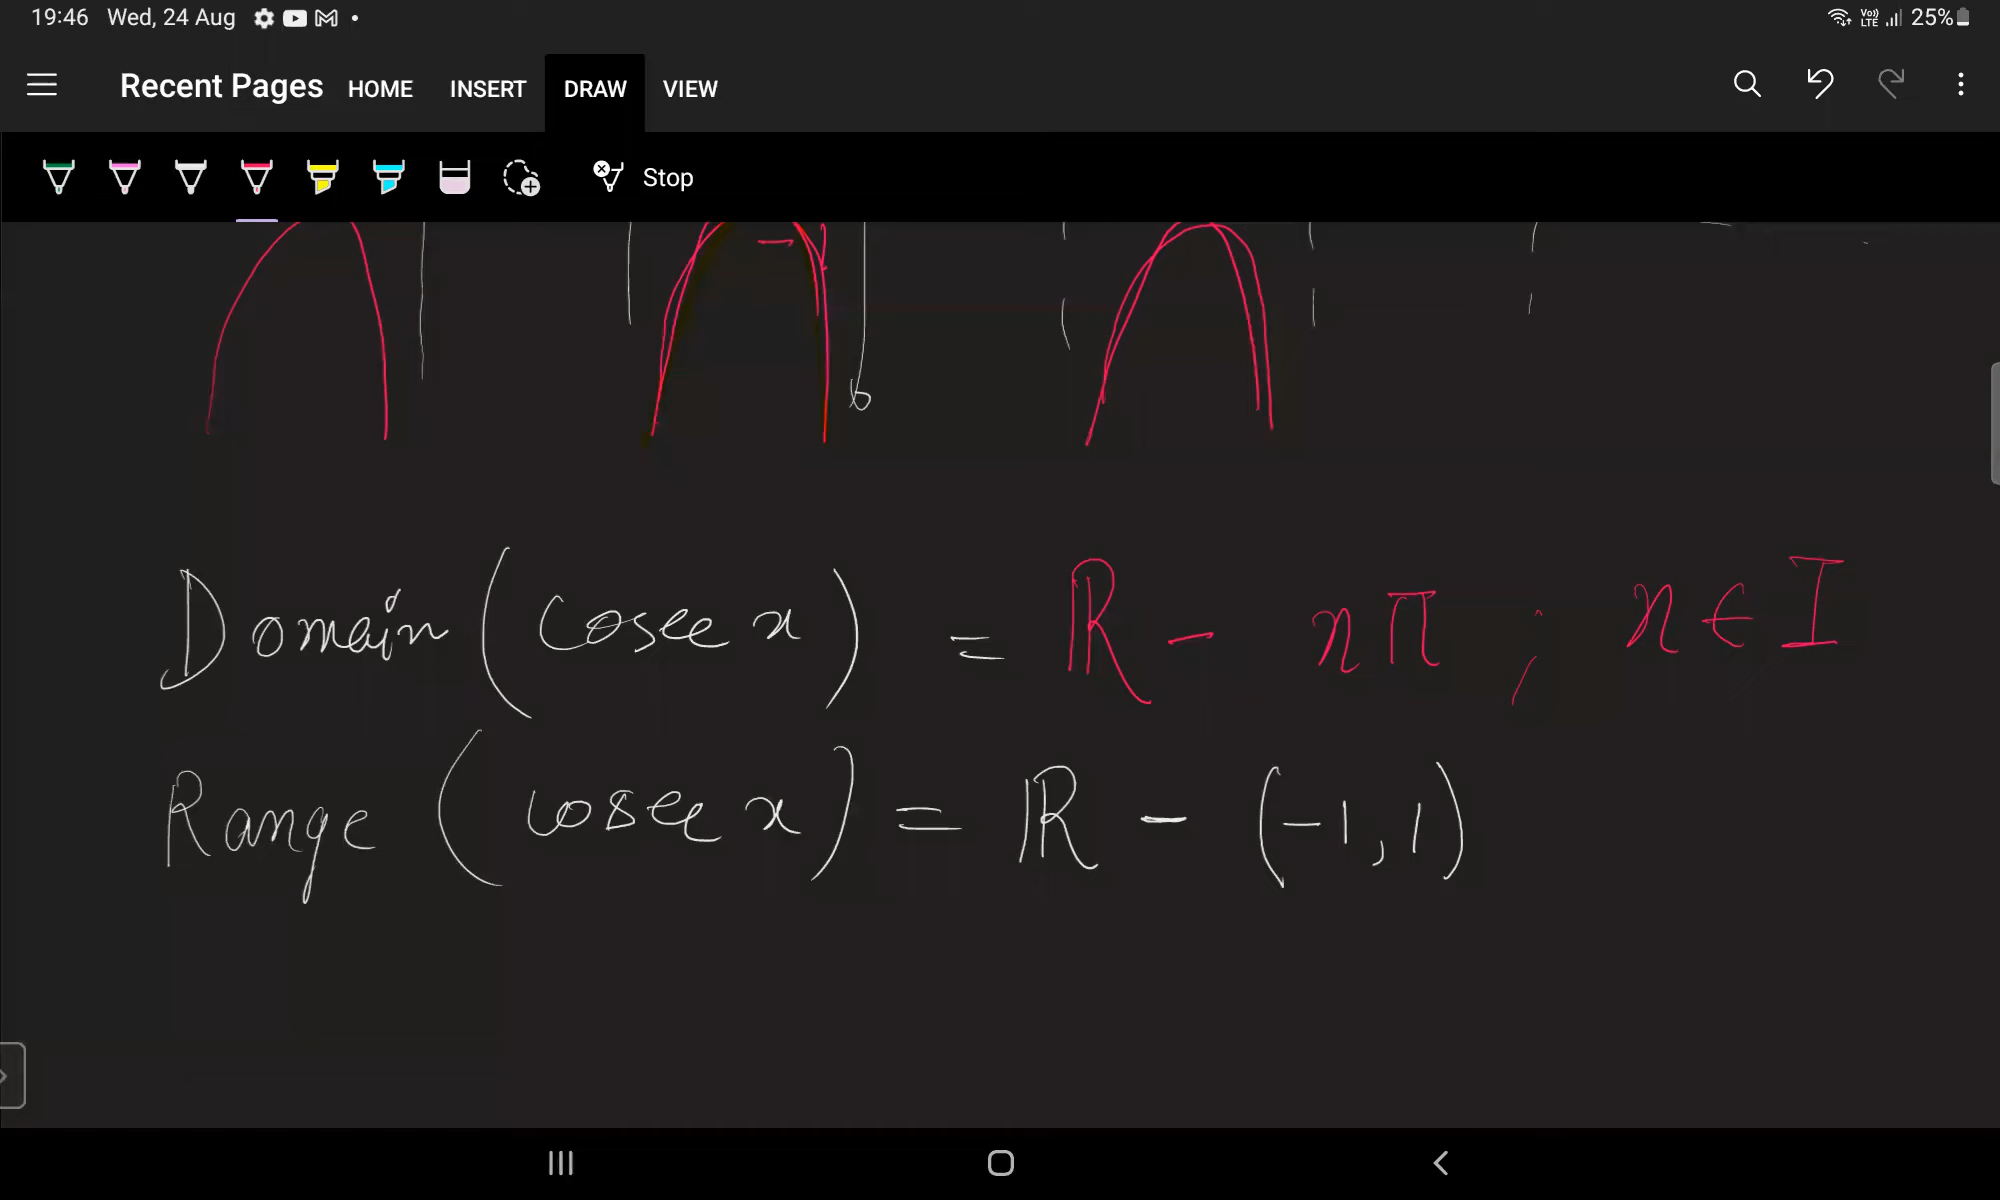 19:46 Wed, 24 Aug 25%
Recent Pages HOME INSERT DRAW VIEW
Stop
Domain (cosec x) = ℝ - nπ ; n ∈ I
Range (cosec x) = ℝ - (-1, 1)